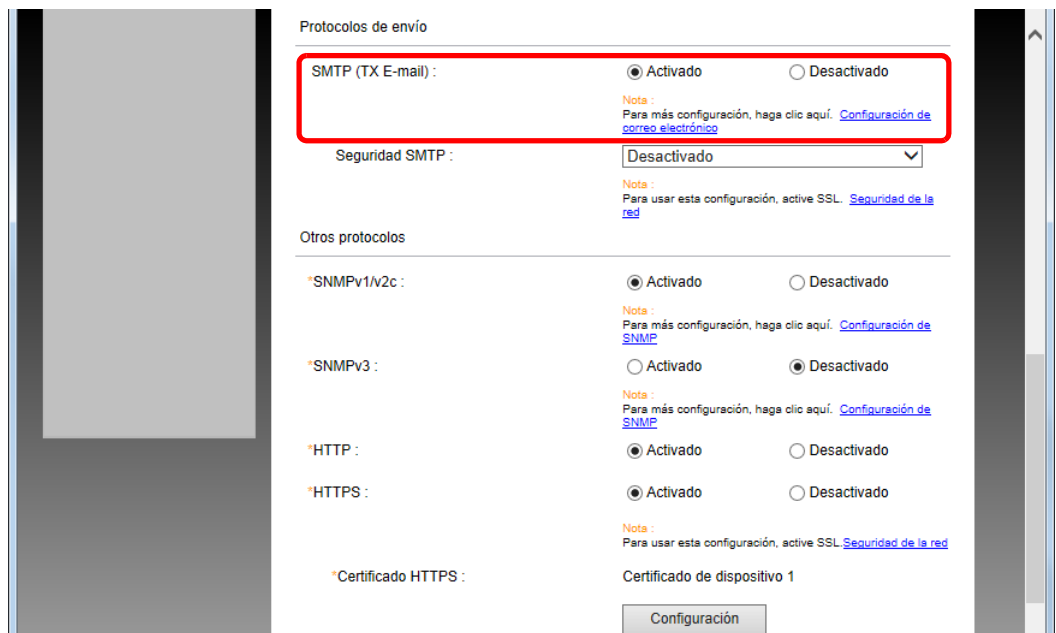 Protocolos de envío
SMTP (TX E-mail) : Activado Desactivado
Nota :
Para más configuración, haga clic aquí. Configuración de
correo electrónico
Seguridad SMTP : Desactivado
Nota :
Para usar esta configuración, active SSL. Seguridad de la
red
Otros protocolos
*SNMPv1/v2c : Activado Desactivado
Nota :
Para más configuración, haga clic aquí. Configuración de
SNMP
*SNMPv3 : Activado Desactivado
Nota :
Para más configuración, haga clic aquí. Configuración de
SNMP
*HTTP : Activado Desactivado
*HTTPS : Activado Desactivado
Nota :
Para usar esta configuración, active SSL.Seguridad de la red
*Certificado HTTPS : Certificado de dispositivo 1
Configuración